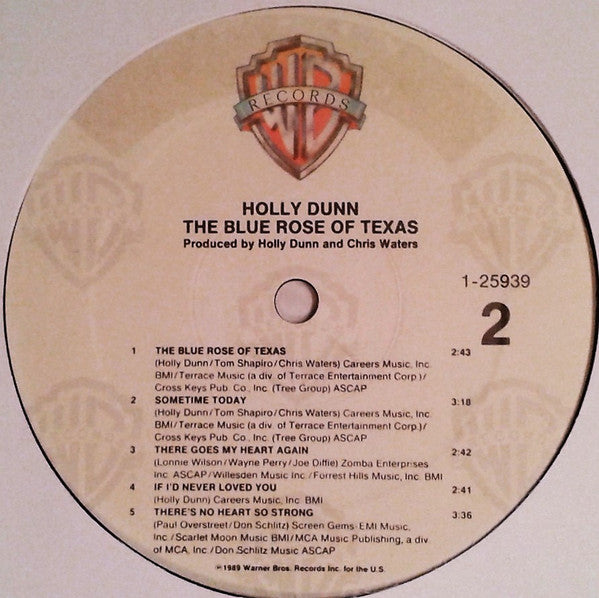 WB
RECORDS
HOLLY DUNN
THE BLUE ROSE OF TEXAS
Produced by Holly Dunn and Chris Waters
1-25939
2
1 THE BLUE ROSE OF TEXAS 2:43
(Holly Dunn/Tom Shapiro/Chris Waters) Careers Music, Inc.
BMI/Terrace Music (a div. of Terrace Entertainment Corp.)/
Cross Keys Pub. Co., Inc. (Tree Group) ASCAP
2 SOMETIME TODAY 3:18
(Holly Dunn/Tom Shapiro/Chris Waters) Careers Music, Inc.
BMI/Terrace Music (a div. of Terrace Entertainment Corp.)/
Cross Keys Pub. Co., Inc. (Tree Group) ASCAP
3 THERE GOES MY HEART AGAIN 2:42
(Lonnie Wilson/Wayne Perry/Joe Diffie) Zomba Enterprises
Inc. ASCAP/Willesden Music Inc./Forrest Hills Music, Inc. BMI
4 IF I'D NEVER LOVED YOU 2:41
(Holly Dunn) Careers Music, Inc. BMI
5 THERE'S NO HEART SO STRONG 3:36
(Paul Overstreet/Don Schlitz) Screen Gems-EMI Music,
Inc./Scarlet Moon Music BMI/MCA Music Publishing, a div.
of MCA, Inc./Don Schlitz Music ASCAP
℗1989 Warner Bros. Records Inc. for the U.S.